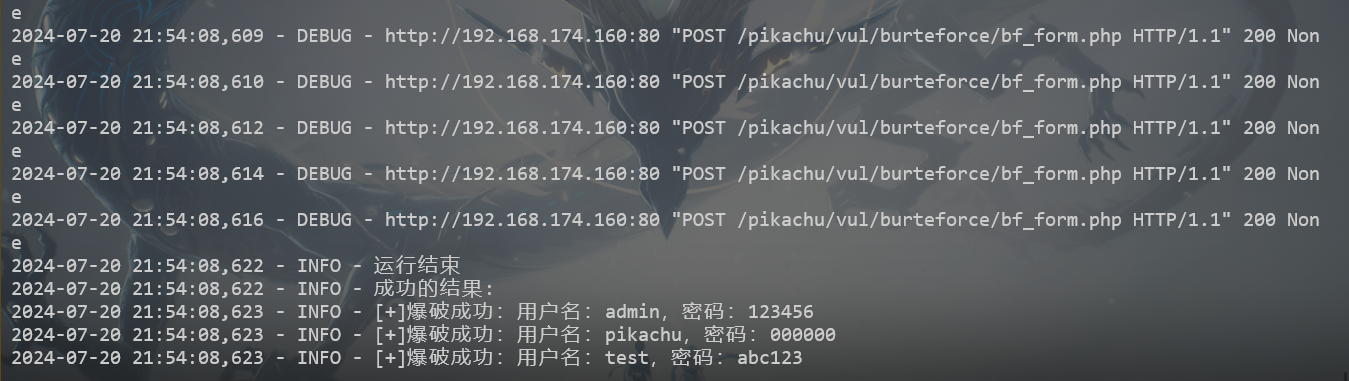 e
2024-07-20 21:54:08,609 - DEBUG - http://192.168.174.160:80 "POST /pikachu/vul/burteforce/bf_form.php HTTP/1.1" 200 Non
e
2024-07-20 21:54:08,610 - DEBUG - http://192.168.174.160:80 "POST /pikachu/vul/burteforce/bf_form.php HTTP/1.1" 200 Non
e
2024-07-20 21:54:08,612 - DEBUG - http://192.168.174.160:80 "POST /pikachu/vul/burteforce/bf_form.php HTTP/1.1" 200 Non
e
2024-07-20 21:54:08,614 - DEBUG - http://192.168.174.160:80 "POST /pikachu/vul/burteforce/bf_form.php HTTP/1.1" 200 Non
e
2024-07-20 21:54:08,616 - DEBUG - http://192.168.174.160:80 "POST /pikachu/vul/burteforce/bf_form.php HTTP/1.1" 200 Non
e
2024-07-20 21:54:08,622 - INFO - 运行结束
2024-07-20 21:54:08,622 - INFO - 成功的结果：
2024-07-20 21:54:08,623 - INFO - [+]爆破成功：用户名：admin，密码：123456
2024-07-20 21:54:08,623 - INFO - [+]爆破成功：用户名：pikachu，密码：000000
2024-07-20 21:54:08,623 - INFO - [+]爆破成功：用户名：test，密码：abc123